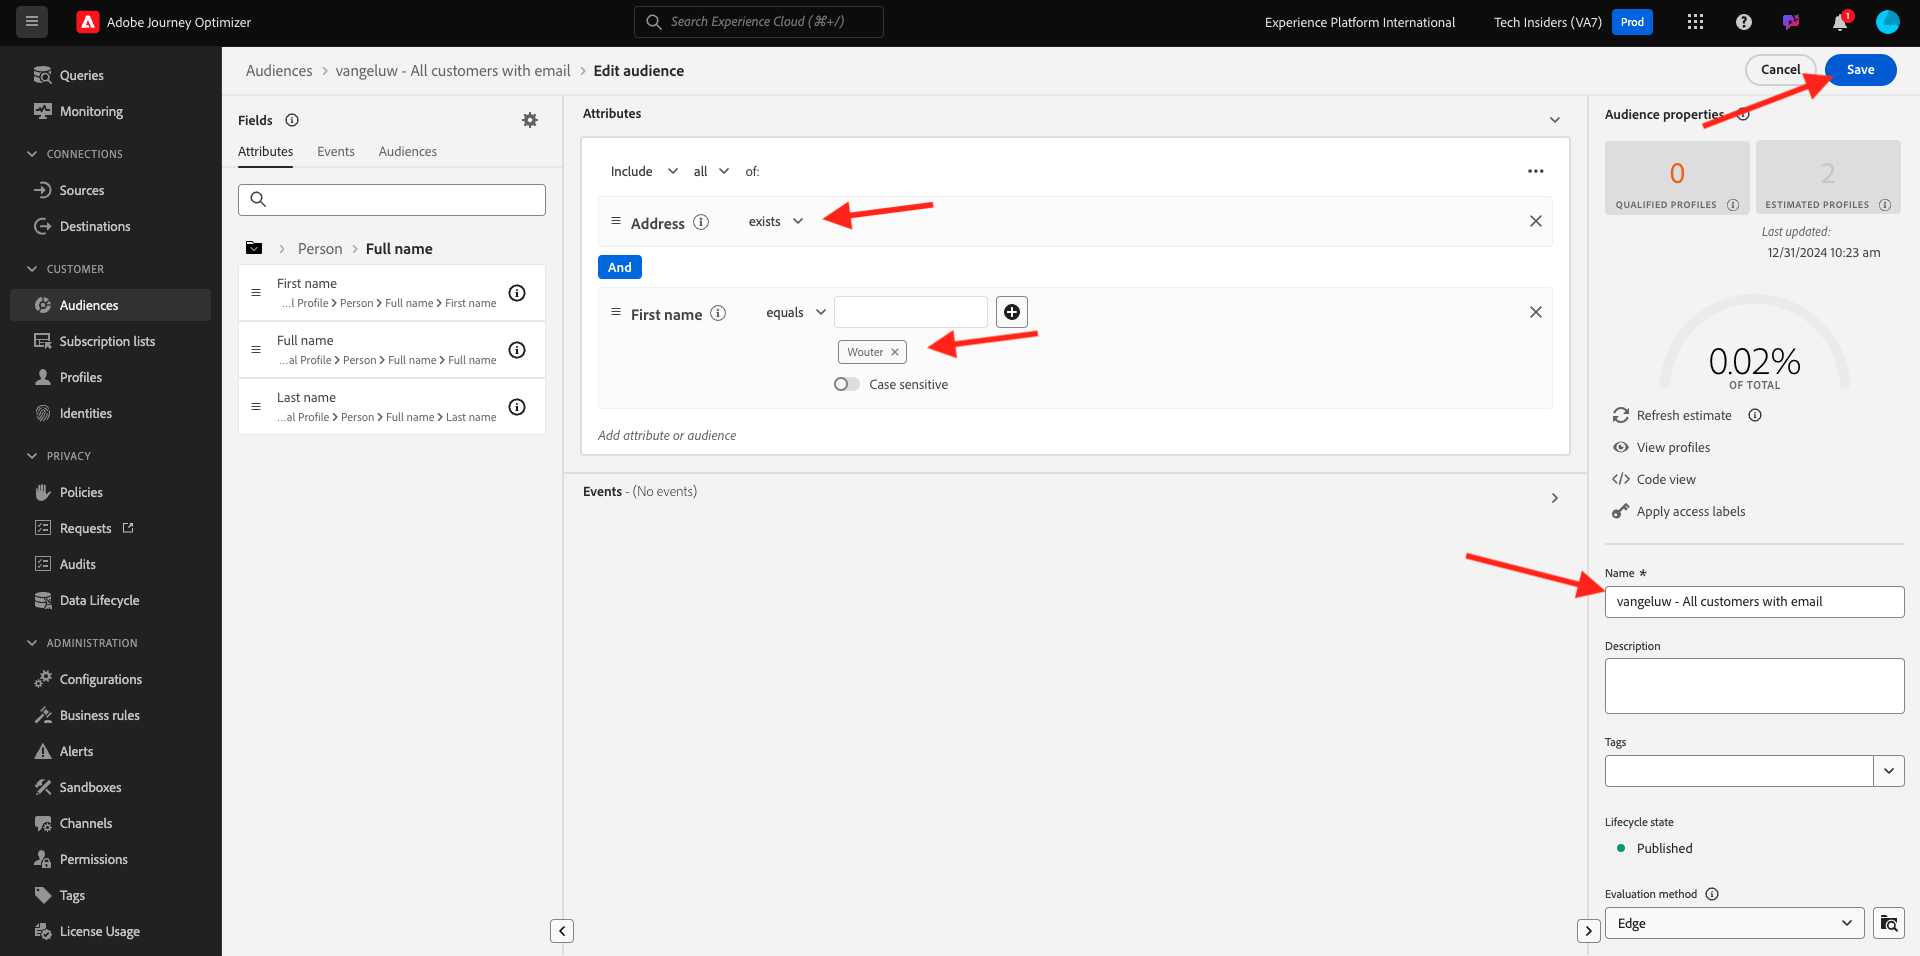 Adobe Journey Optimizer
Search Experience Cloud (⌘+/)
Experience Platform International
Tech Insiders (VA7)
Prod
1
Queries
Monitoring
CONNECTIONS
Sources
Destinations
CUSTOMER
Audiences
Subscription lists
Profiles
Identities
PRIVACY
Policies
Requests
Audits
Data Lifecycle
ADMINISTRATION
Configurations
Business rules
Alerts
Sandboxes
Channels
Permissions
Tags
License Usage
Audiences > vangeluw - All customers with email > Edit audience
Cancel
Save
Fields
Attributes Events Audiences
> Person > Full name
First name
...l Profile > Person > Full name > First name
Full name
...al Profile > Person > Full name > Full name
Last name
...al Profile > Person > Full name > Last name
Attributes
Include all of:
Address exists
And
First name equals
Wouter
Case sensitive
Add attribute or audience
Events - (No events)
Audience properties
0
QUALIFIED PROFILES
2
ESTIMATED PROFILES
Last updated:
12/31/2024 10:23 am
0.02%
OF TOTAL
Refresh estimate
View profiles
Code view
Apply access labels
Name *
vangeluw - All customers with email
Description
Tags
Lifecycle state
Published
Evaluation method
Edge